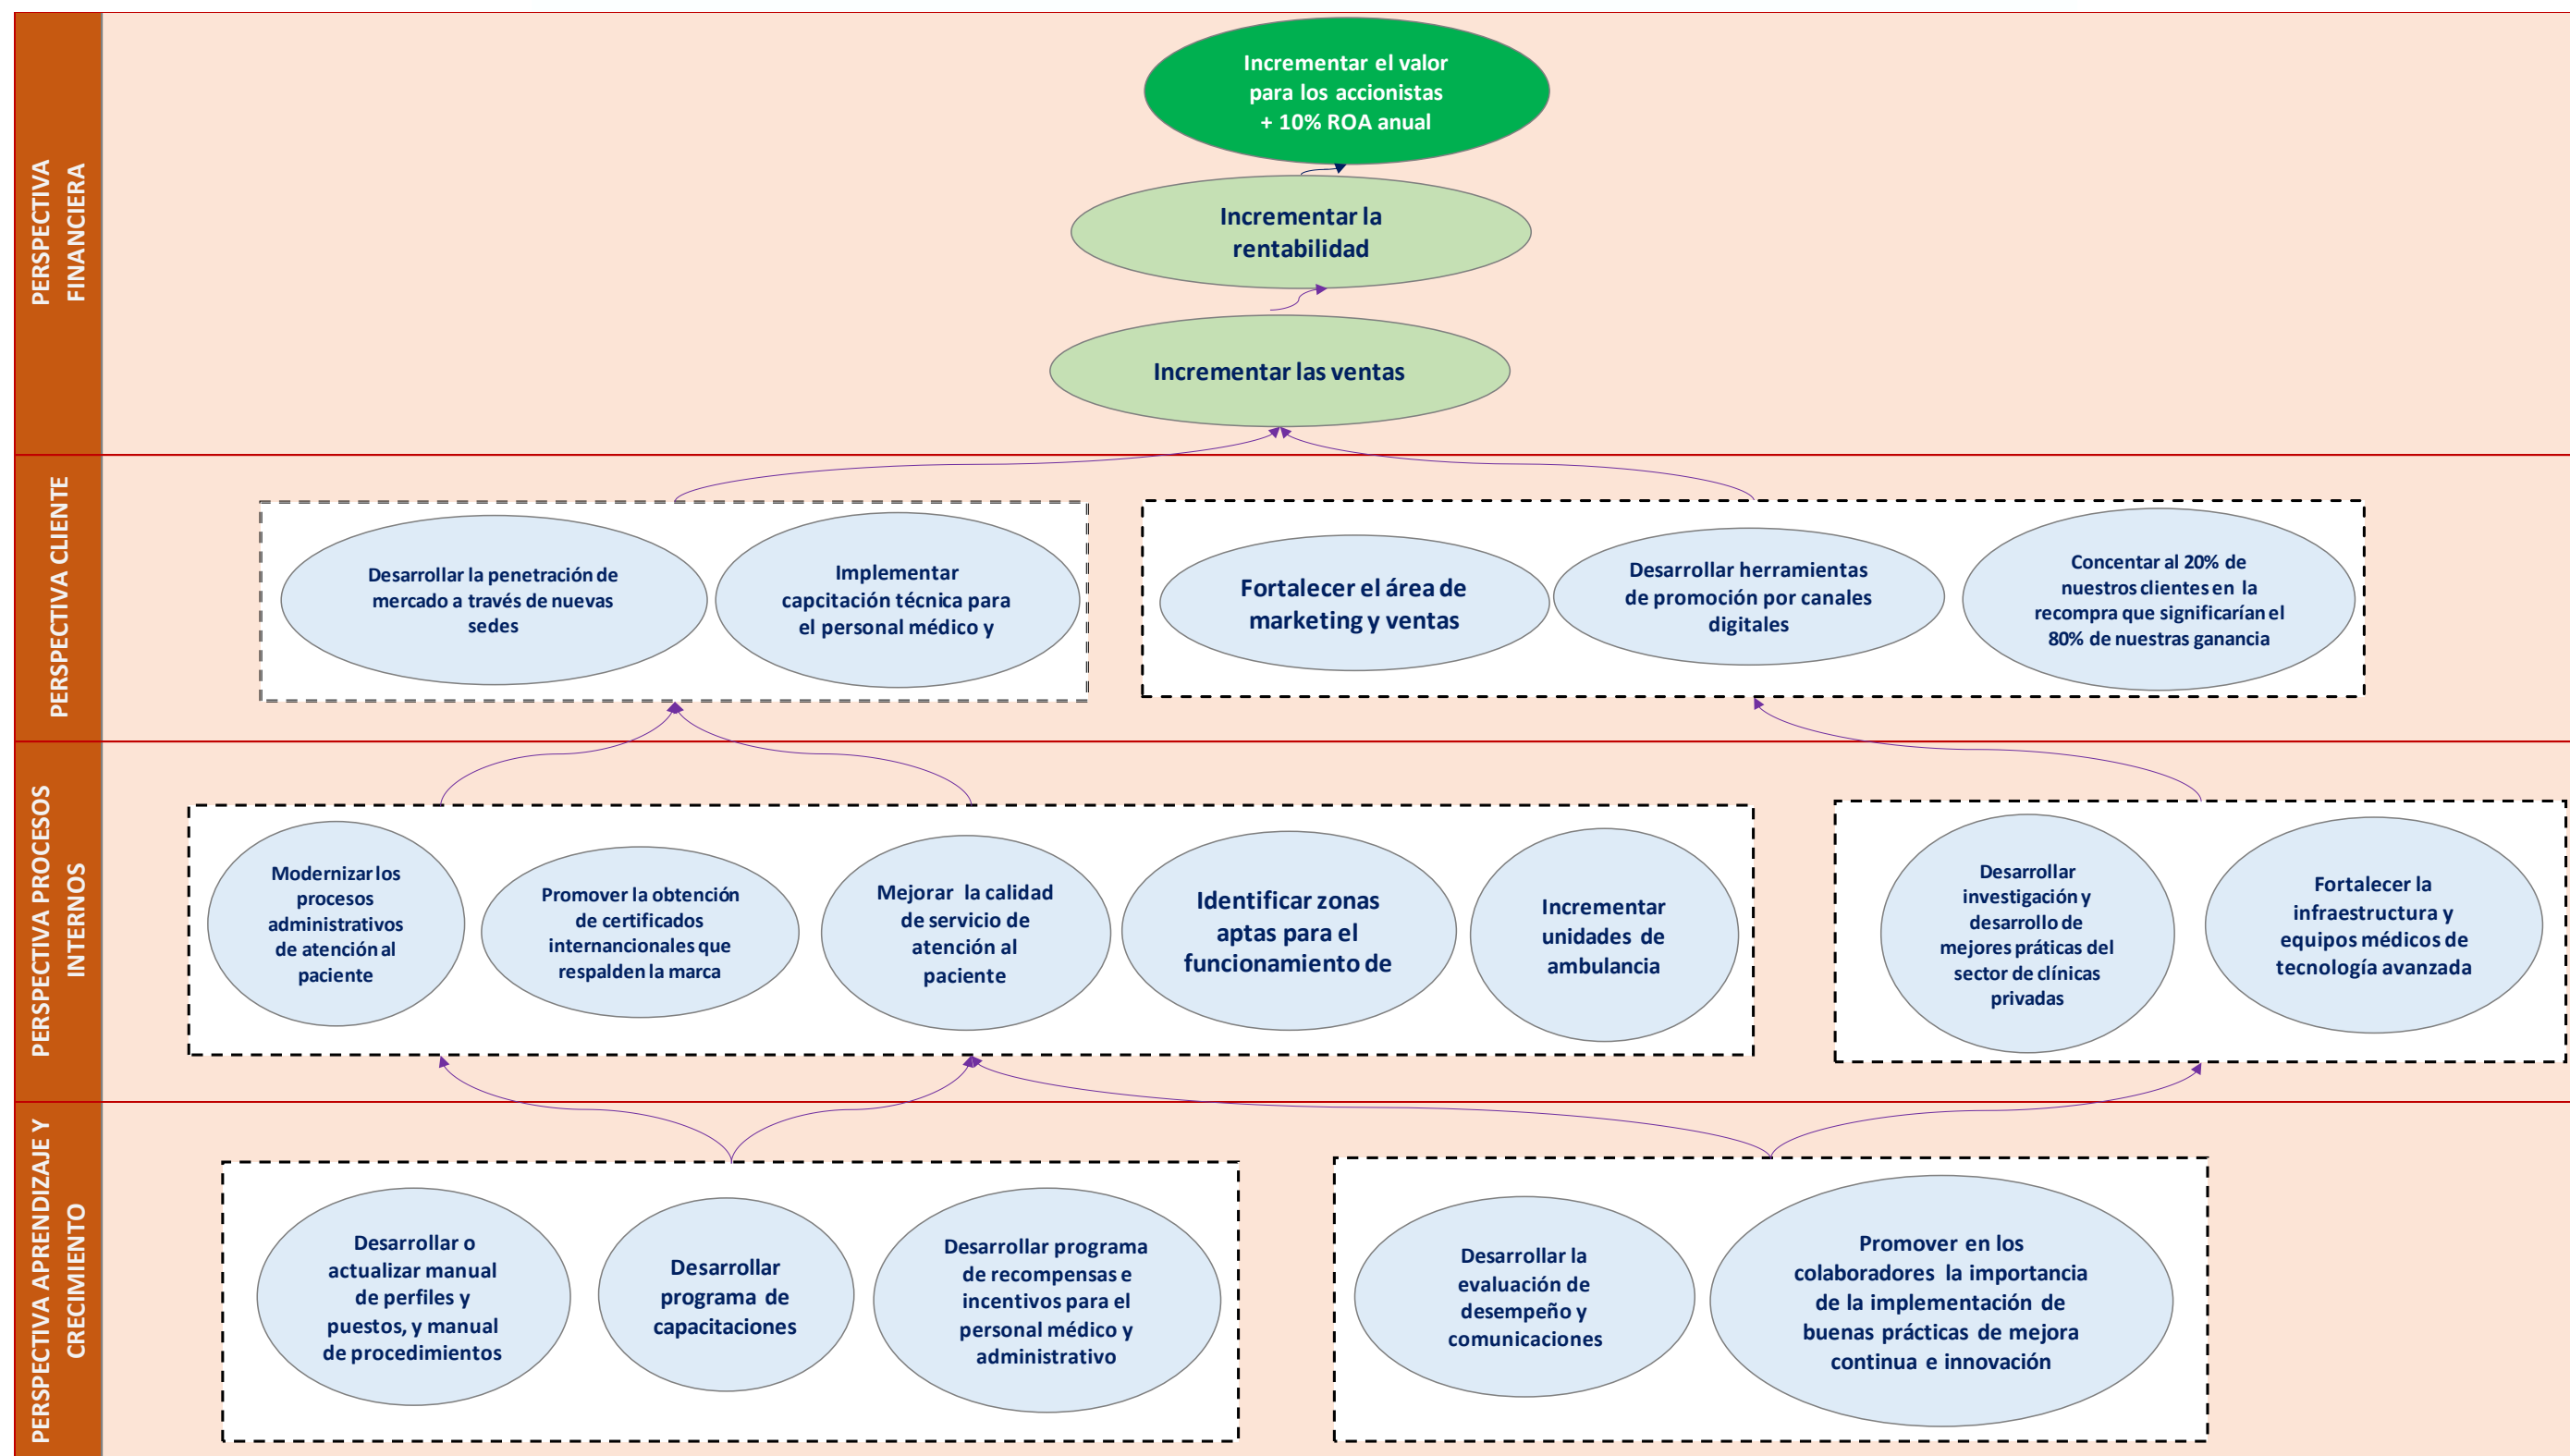 PERSPECTIVA
FINANCIERA
Incrementar el valor
para los accionistas
+ 10% ROA anual
Incrementar la
rentabilidad
Incrementar las ventas
PERSPECTIVA CLIENTE
Desarrollar la penetración de
mercado a través de nuevas
sedes
Implementar
capcitación técnica para
el personal médico y
Fortalecer el área de
marketing y ventas
Desarrollar herramientas
de promoción por canales
digitales
Concentar al 20% de
nuestros clientes en la
recompra que significarían el
80% de nuestras ganancia
PERSPECTIVA PROCESOS
INTERNOS
Modernizar los
procesos
administrativos
de atención al
paciente
Promover la obtención
de certificados
internancionales que
respalden la marca
Mejorar la calidad
de servicio de
atención al
paciente
Identificar zonas
aptas para el
funcionamiento de
Incrementar
unidades de
ambulancia
Desarrollar
investigación y
desarrollo de
mejores práticas del
sector de clínicas
privadas
Fortalecer la
infraestructura y
equipos médicos de
tecnología avanzada
PERSPECTIVA APRENDIZAJE Y
CRECIMIENTO
Desarrollar o
actualizar manual
de perfiles y
puestos, y manual
de procedimientos
Desarrollar
programa de
capacitaciones
Desarrollar programa
de recompensas e
incentivos para el
personal médico y
administrativo
Desarrollar la
evaluación de
desempeño y
comunicaciones
Promover en los
colaboradores la importancia
de la implementación de
buenas prácticas de mejora
continua e innovación